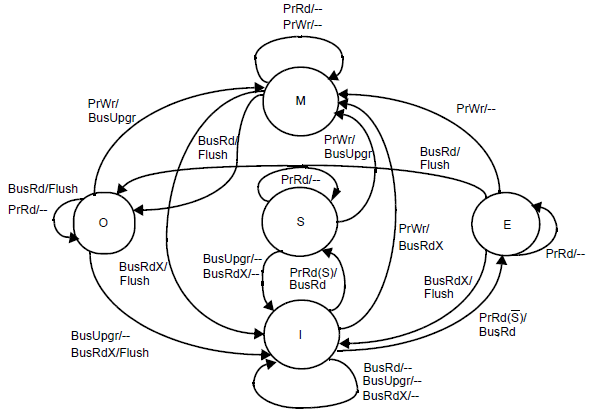 PrRd/--
PrWr/--
M
PrWr/
BusUpgr
BusRd/
Flush
PrWr/
BusUpgr
PrWr/--
BusRd/
Flush
BusRd/Flush
PrRd/--
O
PrRd/--
S
E
PrRd/--
PrWr/
BusRdX
BusRdX/
Flush
BusUpgr/--
BusRdX/--
PrRd(S)/
BusRd
BusRdX/
Flush
PrRd(S̅)/
BusRd
I
BusUpgr/--
BusRdX/Flush
BusRd/--
BusUpgr/--
BusRdX/--